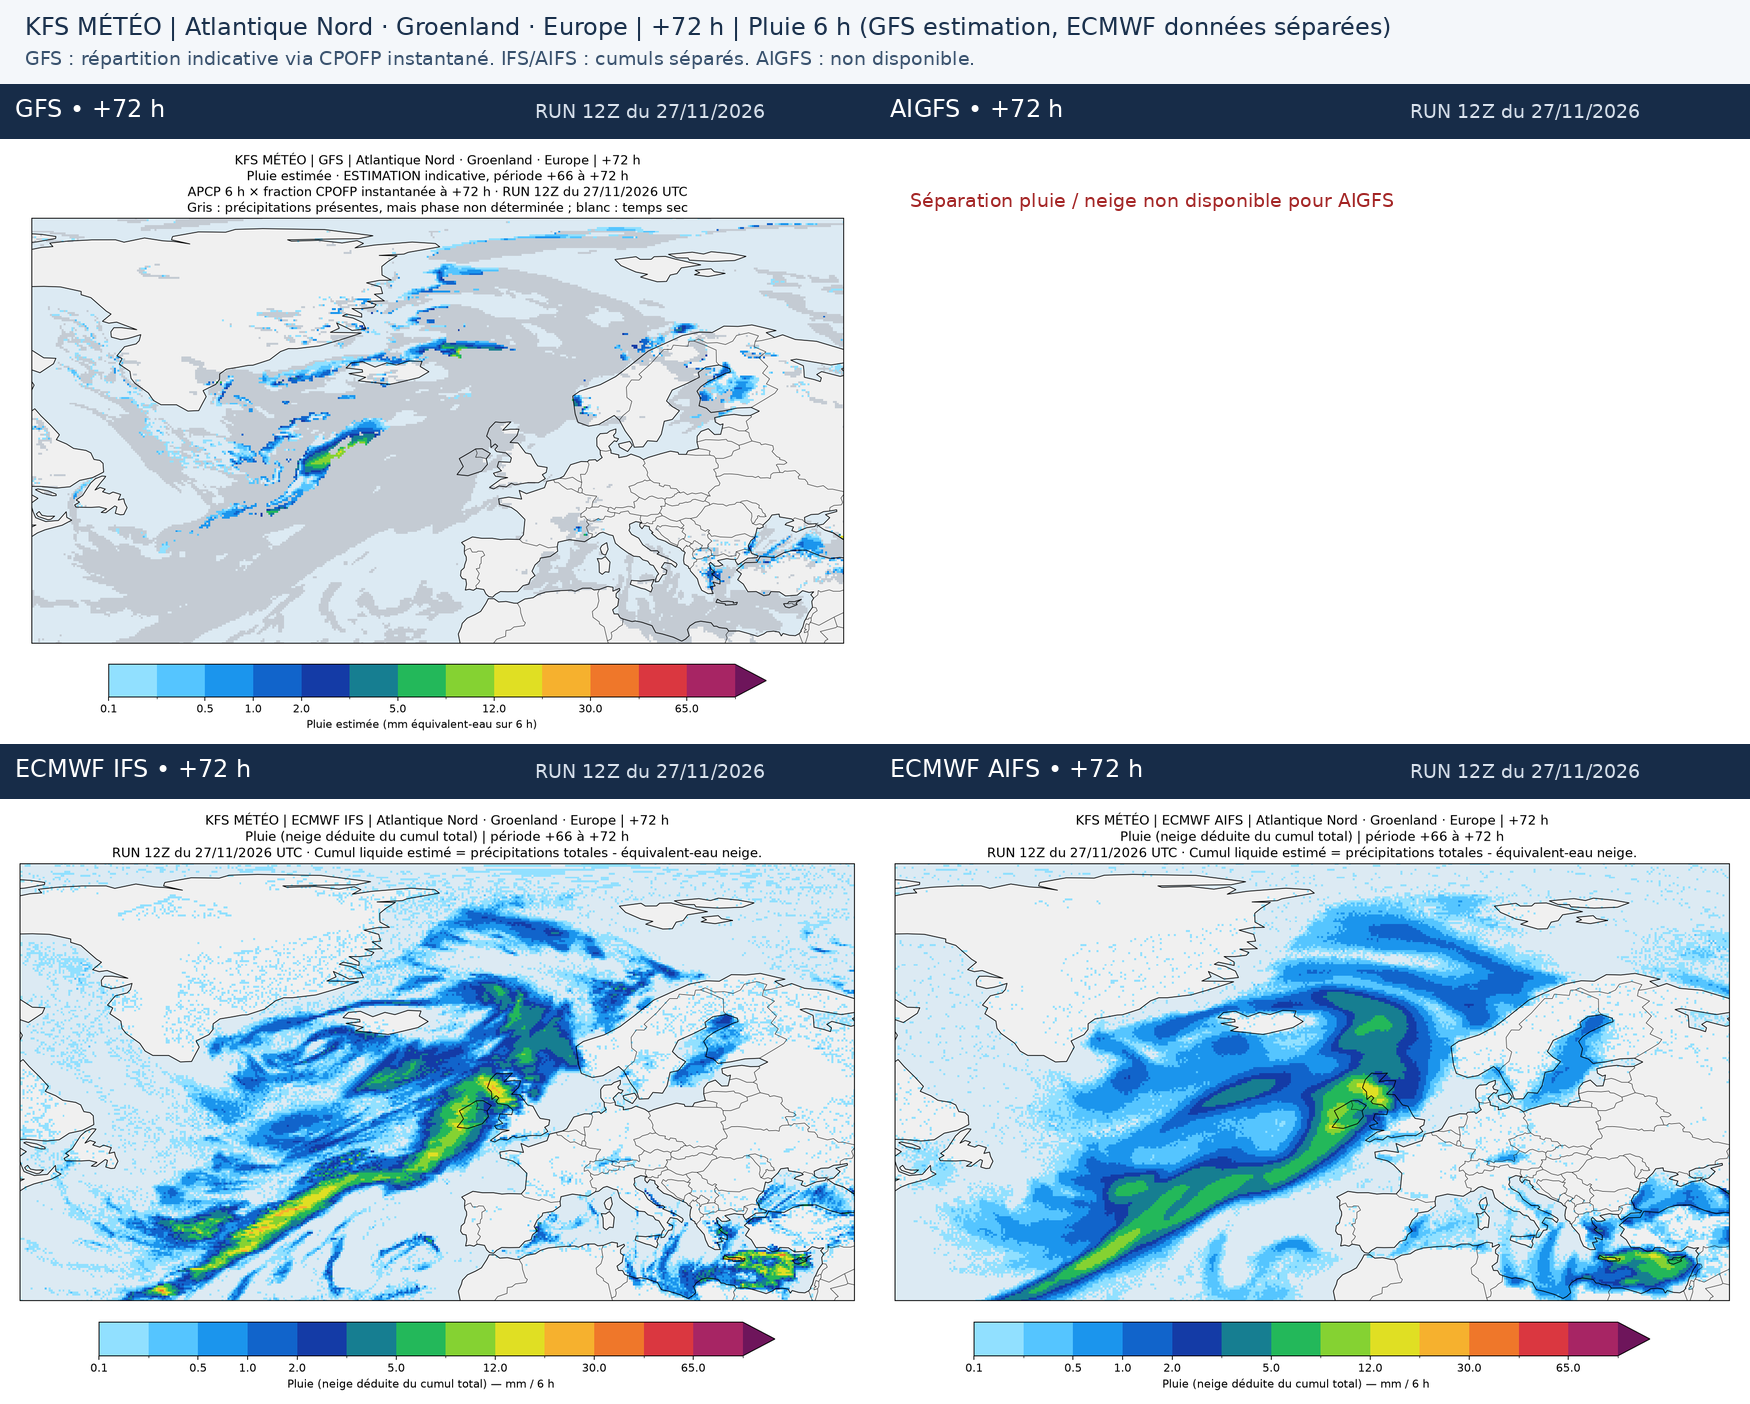 KFS MÉTÉO | Atlantique Nord · Groenland · Europe | +72 h | Pluie 6 h (GFS estimation, ECMWF données séparées)
GFS : répartition indicative via CPOFP instantané. IFS/AIFS : cumuls séparés. AIGFS : non disponible.
GFS • +72 h
RUN 12Z du 27/11/2026
AIGFS • +72 h
RUN 12Z du 27/11/2026
KFS MÉTÉO | GFS | Atlantique Nord · Groenland · Europe | +72 h
Pluie estimée · ESTIMATION indicative, période +66 à +72 h
APCP 6 h × fraction CPOFP instantanée à +72 h · RUN 12Z du 27/11/2026 UTC
Gris : précipitations présentes, mais phase non déterminée ; blanc : temps sec
Séparation pluie / neige non disponible pour AIGFS
0.1 0.5 1.0 2.0 5.0 12.0 30.0 65.0
Pluie estimée (mm équivalent-eau sur 6 h)
ECMWF IFS • +72 h
RUN 12Z du 27/11/2026
ECMWF AIFS • +72 h
RUN 12Z du 27/11/2026
KFS MÉTÉO | ECMWF IFS | Atlantique Nord · Groenland · Europe | +72 h
Pluie (neige déduite du cumul total) | période +66 à +72 h
RUN 12Z du 27/11/2026 UTC · Cumul liquide estimé = précipitations totales - équivalent-eau neige.
0.1 0.5 1.0 2.0 5.0 12.0 30.0 65.0
Pluie (neige déduite du cumul total) — mm / 6 h
KFS MÉTÉO | ECMWF AIFS | Atlantique Nord · Groenland · Europe | +72 h
Pluie (neige déduite du cumul total) | période +66 à +72 h
RUN 12Z du 27/11/2026 UTC · Cumul liquide estimé = précipitations totales - équivalent-eau neige.
0.1 0.5 1.0 2.0 5.0 12.0 30.0 65.0
Pluie (neige déduite du cumul total) — mm / 6 h